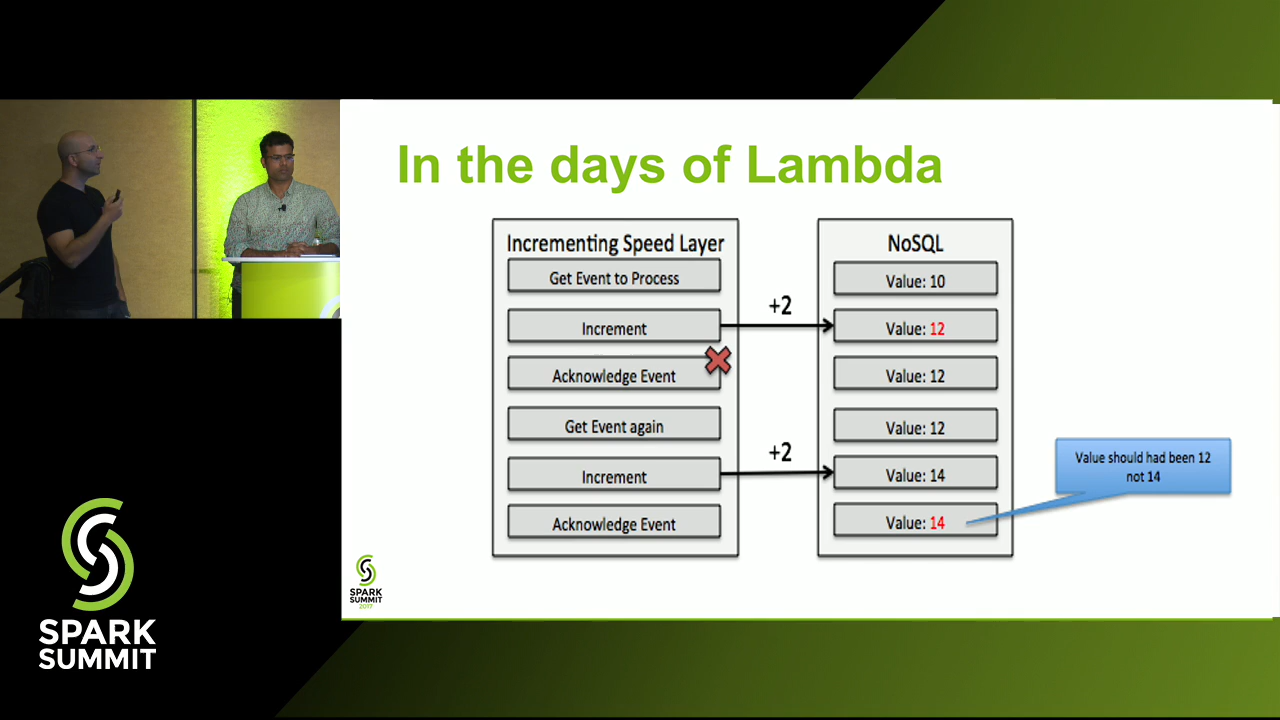 In the days of Lambda
Incrementing Speed Layer
Get Event to Process
Increment
Acknowledge Event
Get Event again
Increment
Acknowledge Event
+2
+2
NoSQL
Value: 10
Value: 12
Value: 12
Value: 12
Value: 14
Value: 14
Value should had been 12
not 14
SPARK
SUMMIT
2017
SPARK
SUMMIT